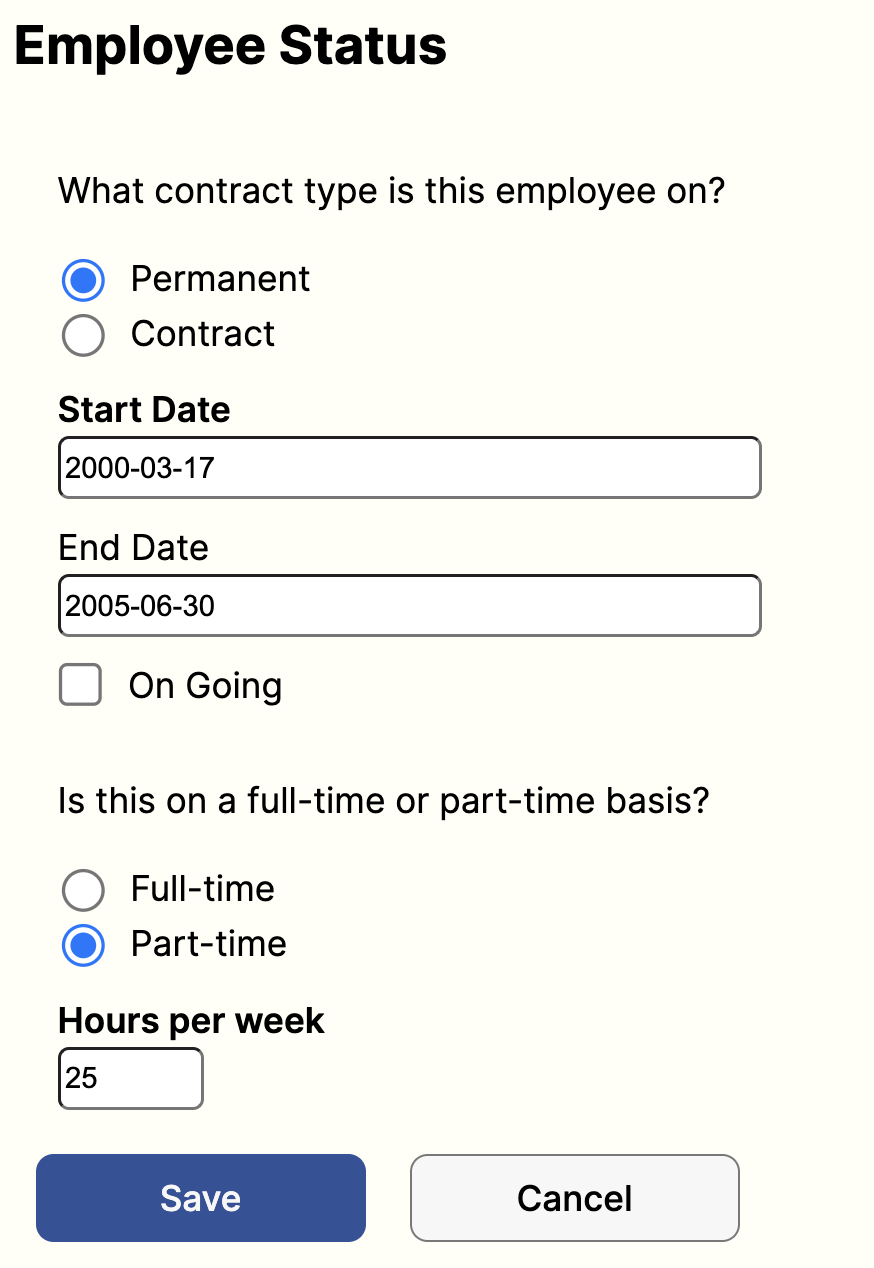 Employee Status
What contract type is this employee on?
Permanent
Contract
Start Date
2000-03-17
End Date
2005-06-30
On Going
Is this on a full-time or part-time basis?
Full-time
Part-time
Hours per week
25
Save Cancel